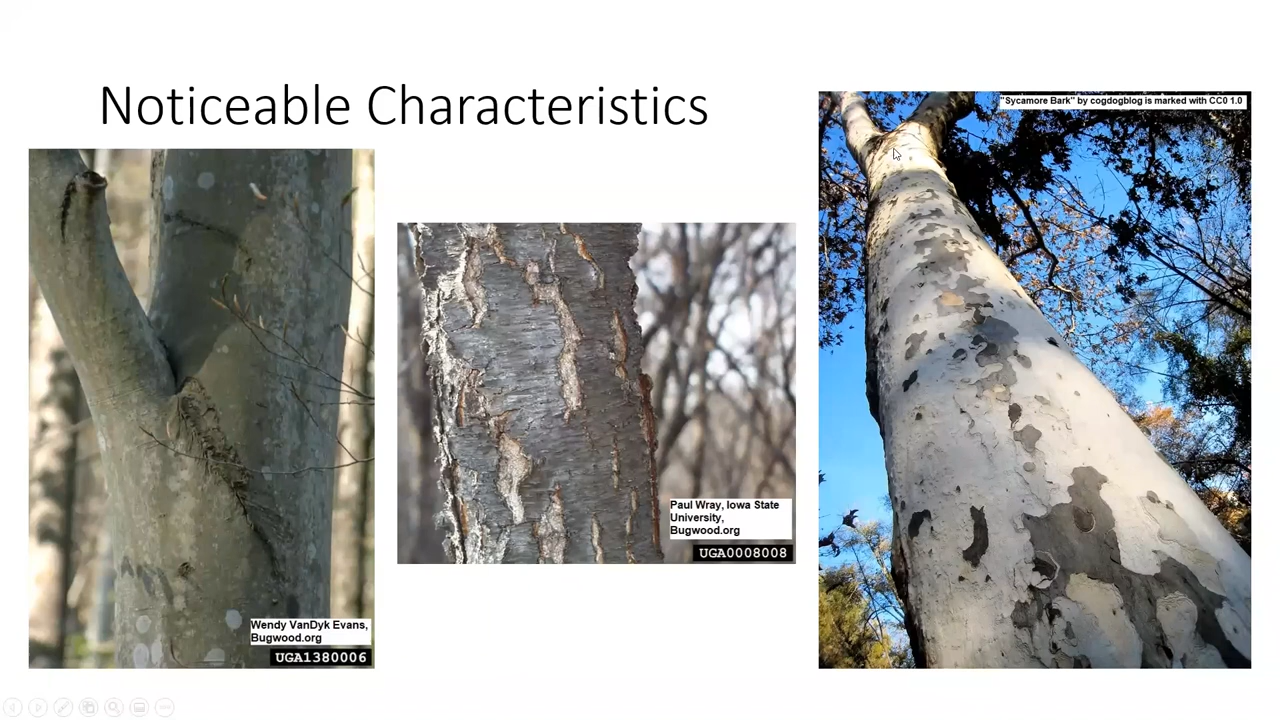 Noticeable Characteristics
Wendy VanDyk Evans,
Bugwood.org
UGA1380006
Paul Wray, Iowa State
University,
Bugwood.org
UGA0008008
"Sycamore Bark" by cogdogblog is marked with CC0 1.0